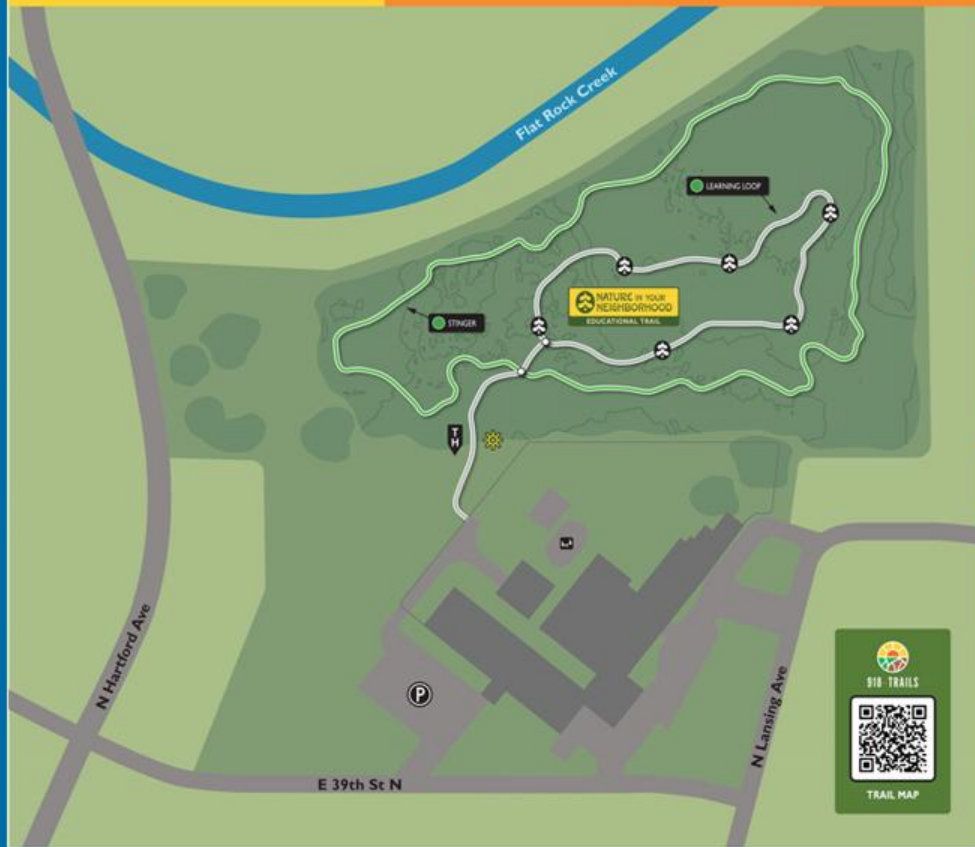 Flat Rock Creek
LEARNING LOOP
NATURE IN YOUR
NEIGHBORHOOD
EDUCATIONAL TRAIL
STINGER
T
H
N Hartford Ave
P
E 39th St N
N Lansing Ave
918 TRAILS
TRAIL MAP